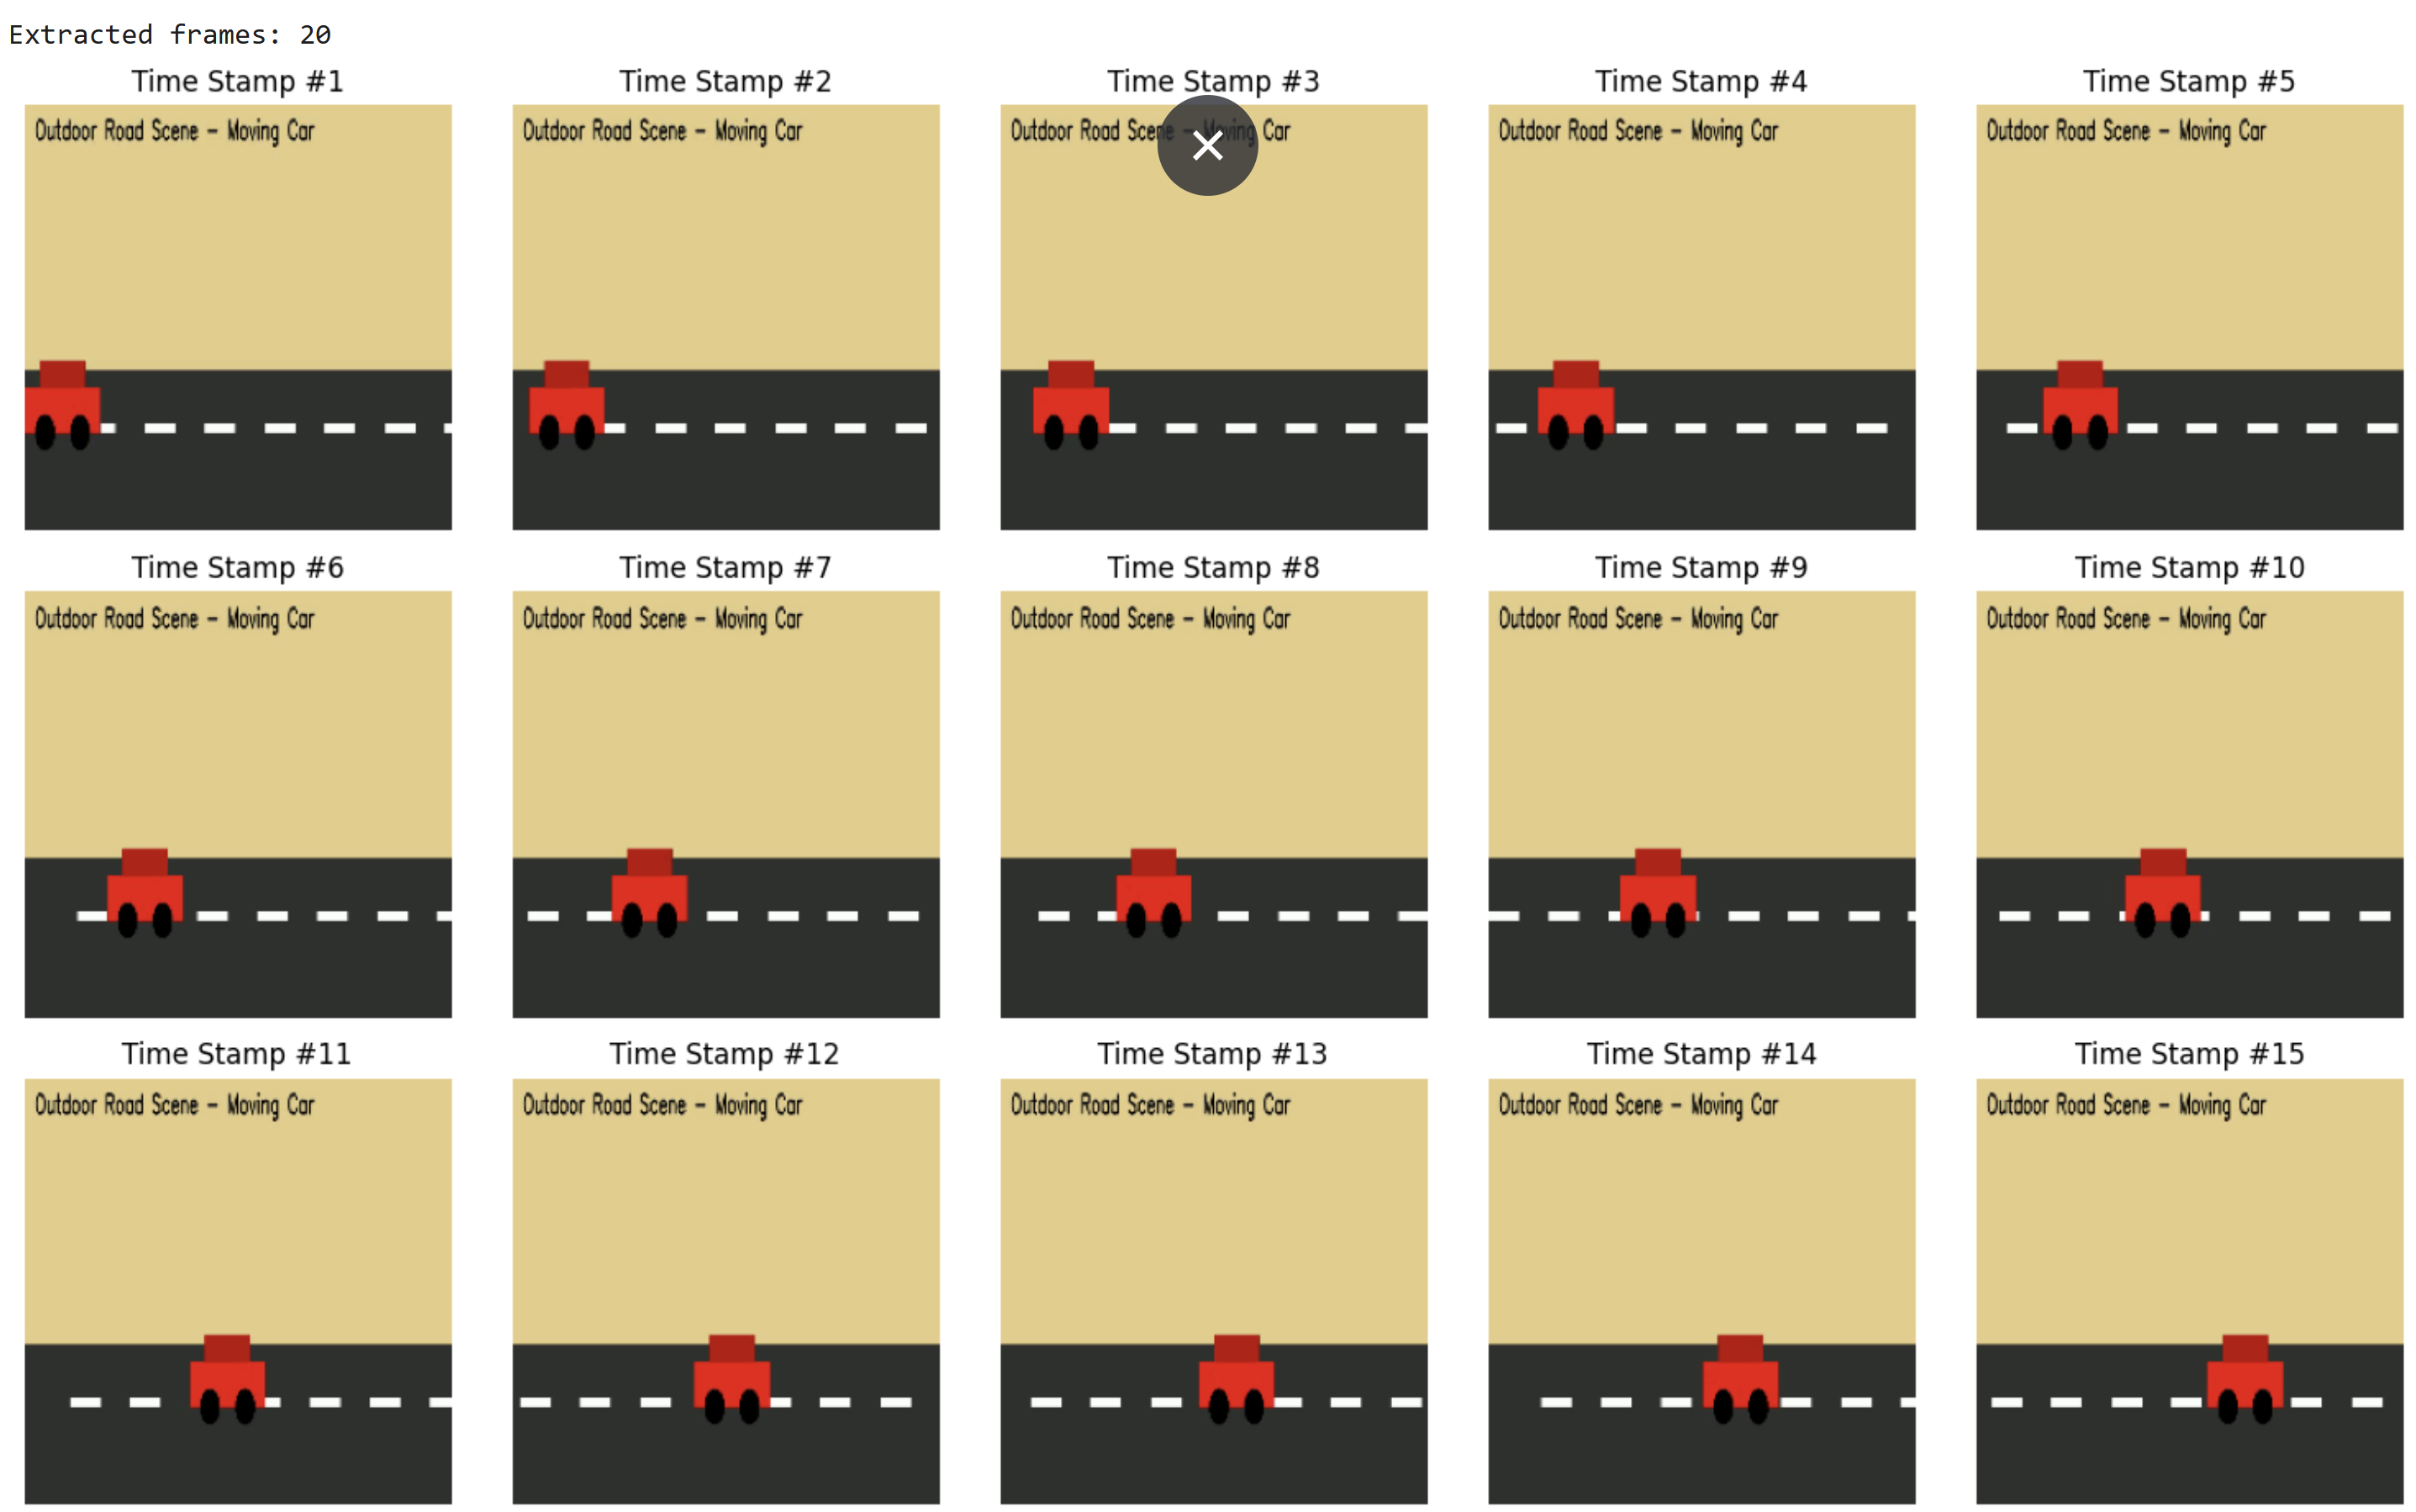 Extracted frames: 20
Time Stamp #1
Time Stamp #2
Time Stamp #3
Time Stamp #4
Time Stamp #5
Outdoor Road Scene - Moving Car
Outdoor Road Scene - Moving Car
Outdoor Road Scene - Moving Car
Outdoor Road Scene - Moving Car
Outdoor Road Scene - Moving Car
Time Stamp #6
Time Stamp #7
Time Stamp #8
Time Stamp #9
Time Stamp #10
Outdoor Road Scene - Moving Car
Outdoor Road Scene - Moving Car
Outdoor Road Scene - Moving Car
Outdoor Road Scene - Moving Car
Outdoor Road Scene - Moving Car
Time Stamp #11
Time Stamp #12
Time Stamp #13
Time Stamp #14
Time Stamp #15
Outdoor Road Scene - Moving Car
Outdoor Road Scene - Moving Car
Outdoor Road Scene - Moving Car
Outdoor Road Scene - Moving Car
Outdoor Road Scene - Moving Car